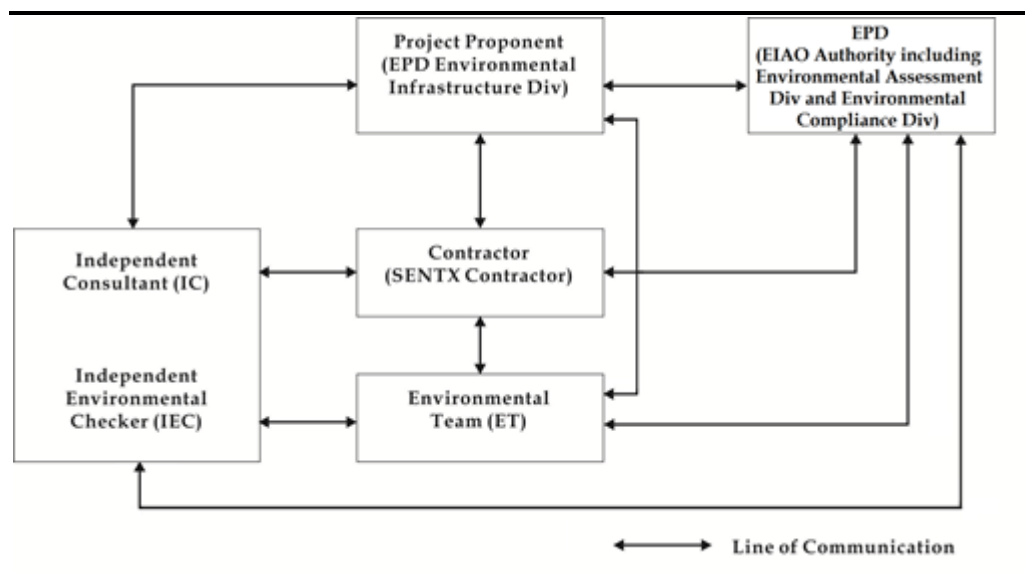 Project Proponent
(EPD Environmental
Infrastructure Div)
EPD
(EIAO Authority including
Environmental Assessment
Div and Environmental
Compliance Div)
Independent
Consultant (IC)
Contractor
(SENTX Contractor)
Independent
Environmental
Checker (IEC)
Environmental
Team (ET)
Line of Communication